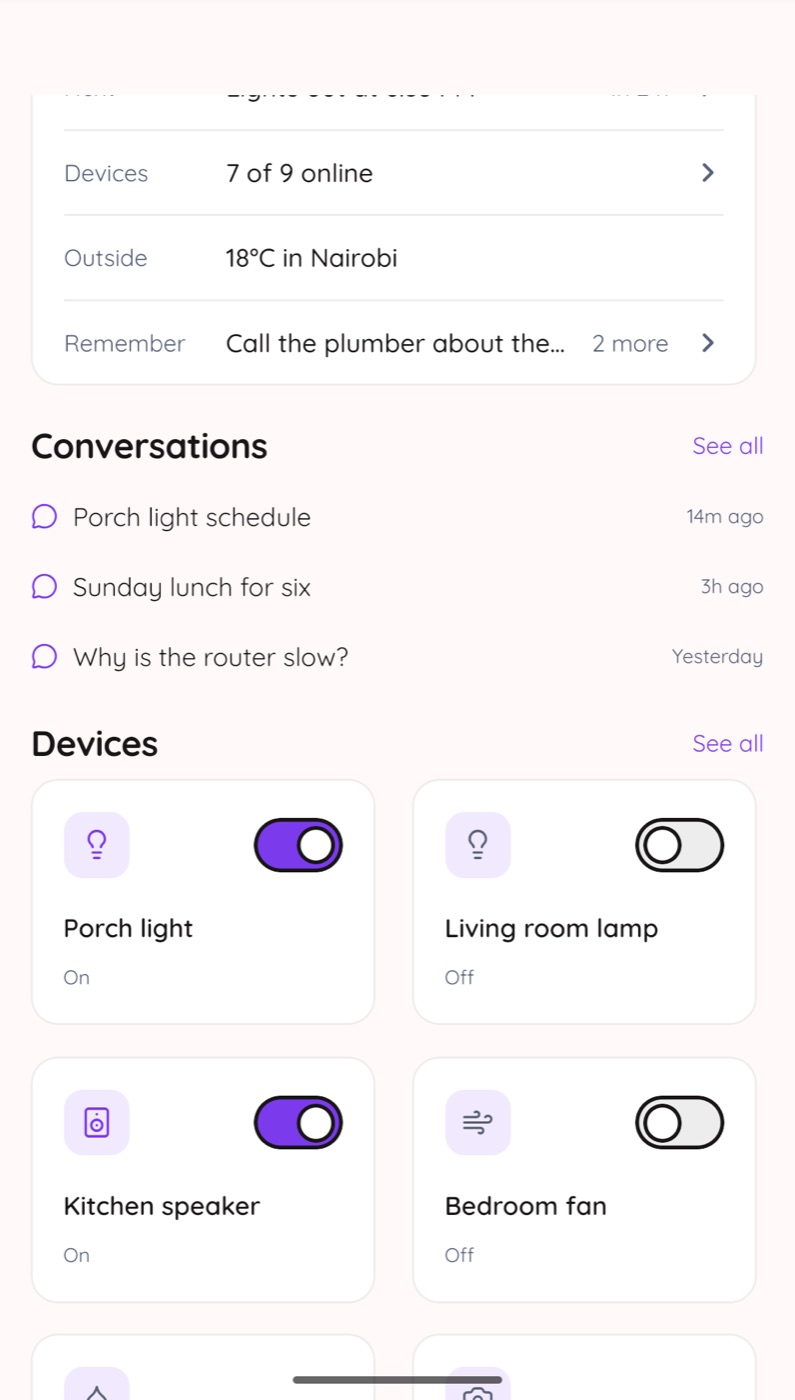 Devices 7 of 9 online
Outside 18°C in Nairobi
Remember Call the plumber about the... 2 more
Conversations See all
Porch light schedule 14m ago
Sunday lunch for six 3h ago
Why is the router slow? Yesterday
Devices See all
Porch light
On
Living room lamp
Off
Kitchen speaker
On
Bedroom fan
Off